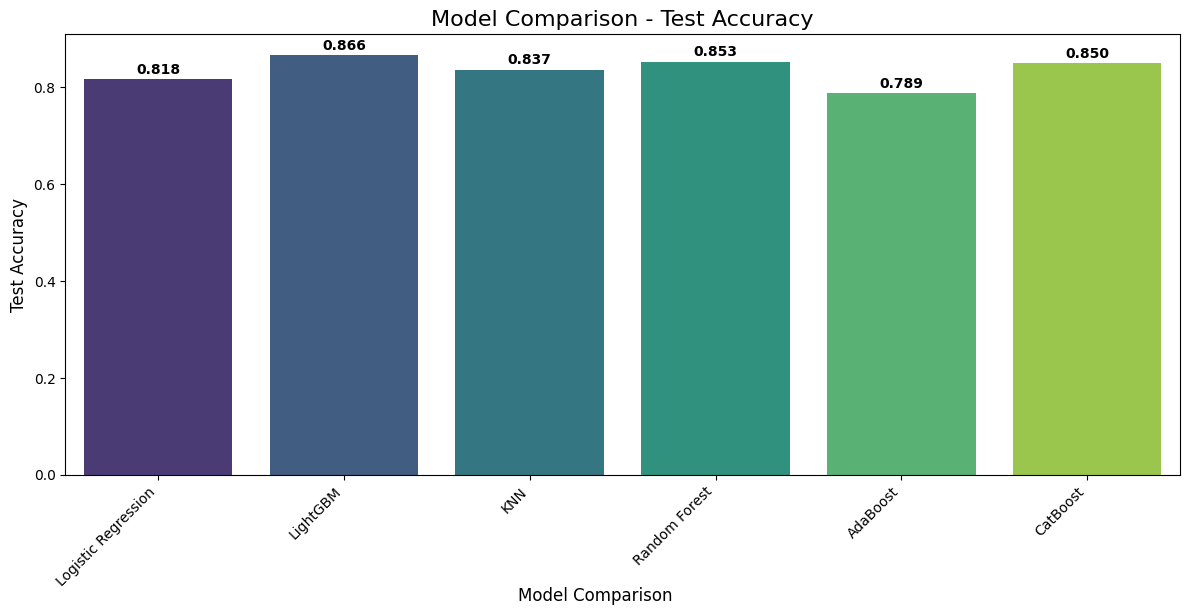 Model Comparison - Test Accuracy
0.818
0.866
0.837
0.853
0.789
0.850
Test Accuracy
0.8
0.6
0.4
0.2
0.0
Logistic Regression
LightGBM
KNN
Random Forest
AdaBoost
CatBoost
Model Comparison